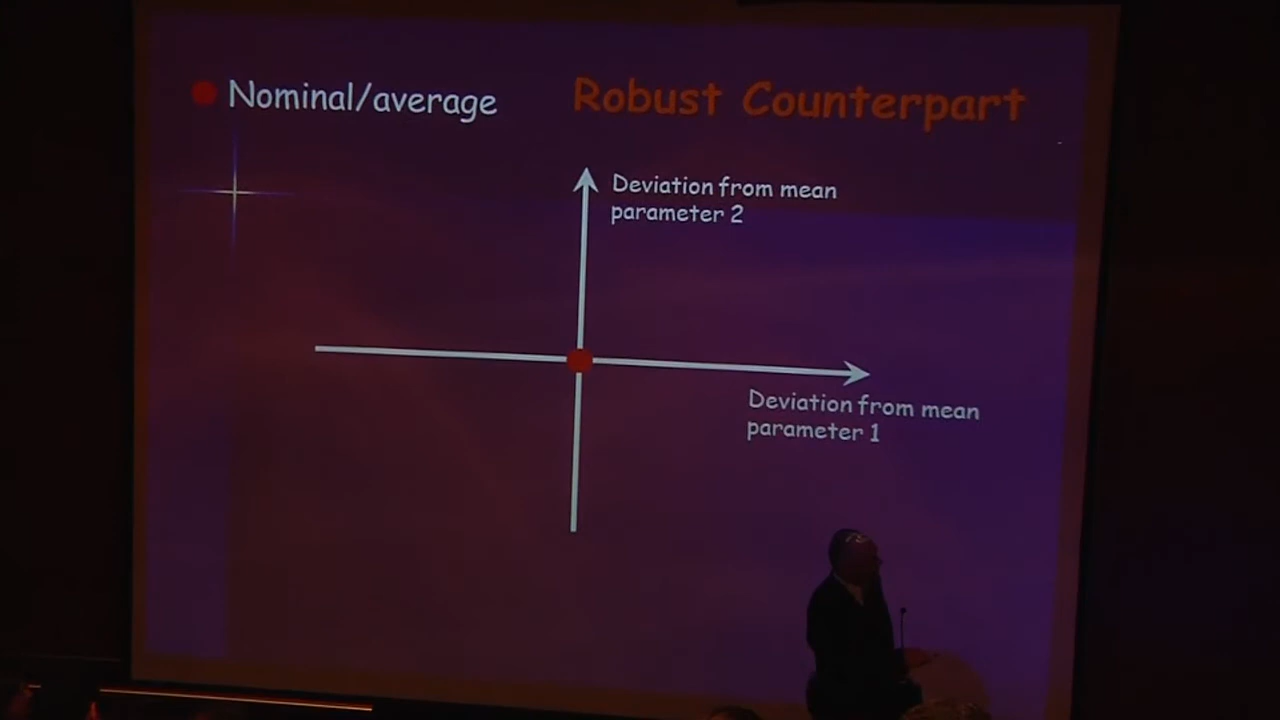 Nominal/average
Robust Counterpart
Deviation from mean
parameter 2
Deviation from mean
parameter 1